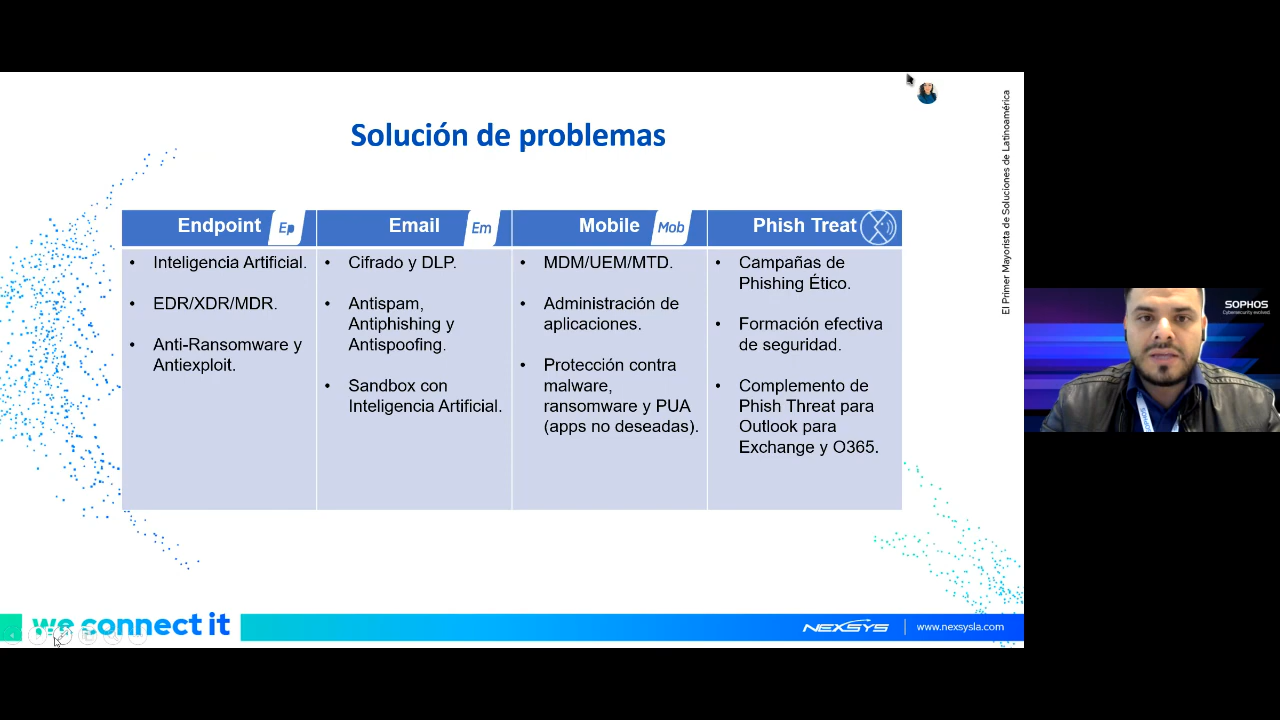 Solución de problemas
El Primer Mayorista de Soluciones de Latinoamérica
Endpoint Ep
• Inteligencia Artificial.
• EDR/XDR/MDR.
• Anti-Ransomware y
Antiexploit.
Email Em
• Cifrado y DLP.
• Antispam,
Antiphishing y
Antispoofing.
• Sandbox con
Inteligencia Artificial.
Mobile Mob
• MDM/UEM/MTD.
• Administración de
aplicaciones.
• Protección contra
malware,
ransomware y PUA
(apps no deseadas).
Phish Treat
• Campañas de
Phishing Ético.
• Formación efectiva
de seguridad.
• Complemento de
Phish Threat para
Outlook para
Exchange y O365.
SOPHOS
Cybersecurity evolved.
we connect it
NEXSYS
www.nexsysla.com